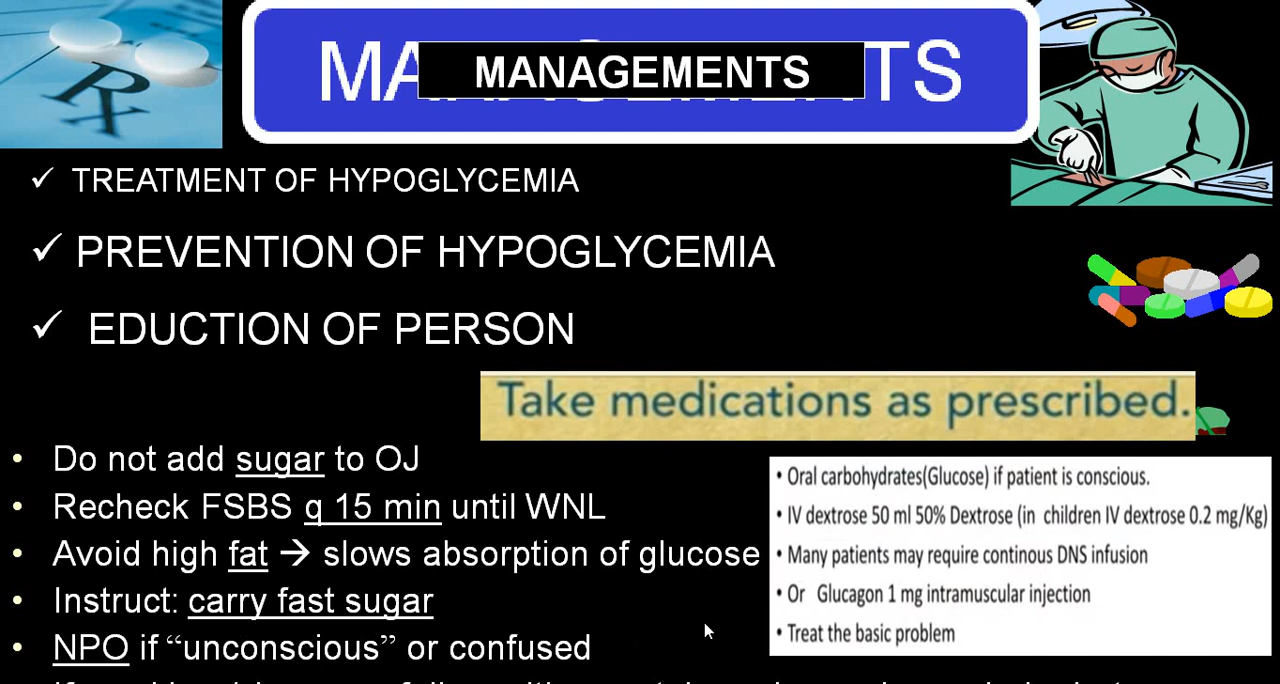 MANAGEMENTS
MANAGEMENTS
✓ TREATMENT OF HYPOGLYCEMIA
✓ PREVENTION OF HYPOGLYCEMIA
✓ EDUCTION OF PERSON
Take medications as prescribed.
• Do not add sugar to OJ
• Recheck FSBS q 15 min until WNL
• Avoid high fat → slows absorption of glucose
• Instruct: carry fast sugar
• NPO if “unconscious” or confused
• Oral carbohydrates(Glucose) if patient is conscious.
• IV dextrose 50 ml 50% Dextrose (in children IV dextrose 0.2 mg/Kg)
• Many patients may require continous DNS infusion
• Or Glucagon 1 mg intramuscular injection
• Treat the basic problem